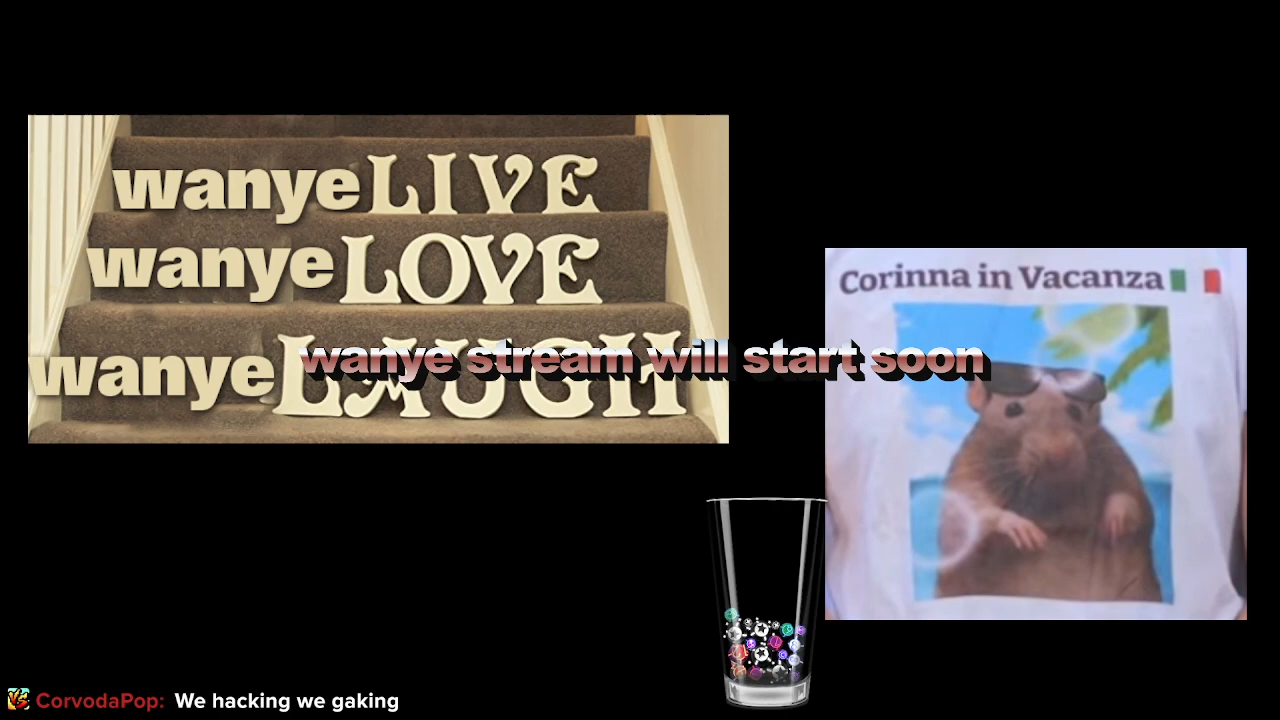 wanye LIVE
wanye LOVE
wanye LAUGH
wanye stream will start soon
Corinna in Vacanza
CorvodaPop: We hacking we gaking